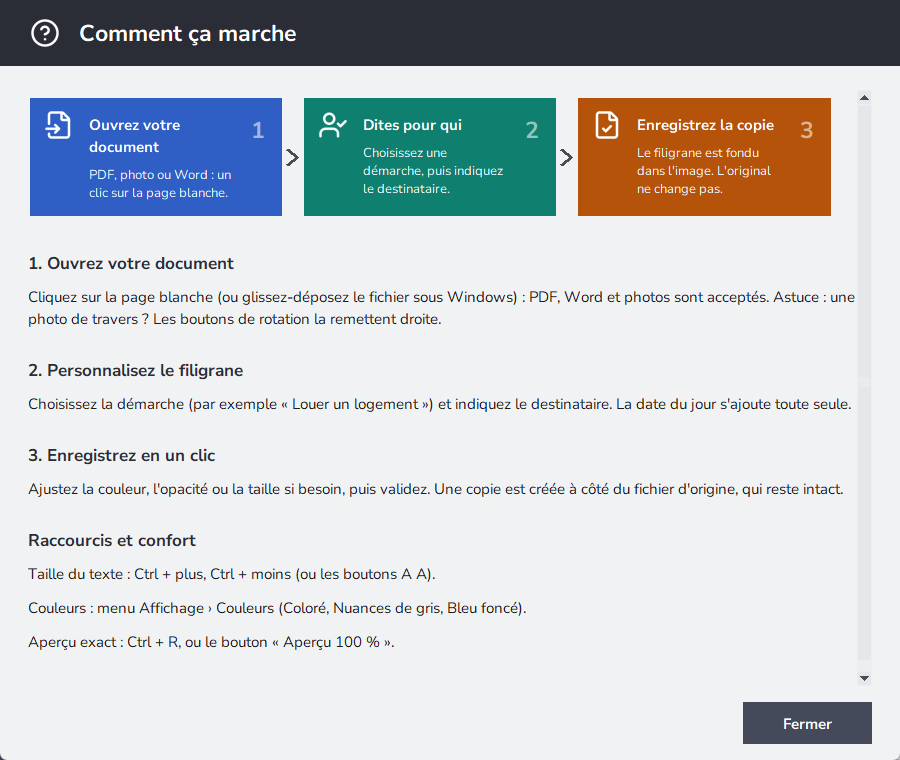 Comment ça marche
Ouvrez votre
document
1
PDF, photo ou Word : un
clic sur la page blanche.
Dites pour qui
2
Choisissez une
démarche, puis indiquez
le destinataire.
Enregistrez la copie
3
Le filigrane est fondu
dans l'image. L'original
ne change pas.
1. Ouvrez votre document
Cliquez sur la page blanche (ou glissez-déposez le fichier sous Windows) : PDF, Word et photos sont acceptés. Astuce : une
photo de travers ? Les boutons de rotation la remettent droite.
2. Personnalisez le filigrane
Choisissez la démarche (par exemple « Louer un logement ») et indiquez le destinataire. La date du jour s'ajoute toute seule.
3. Enregistrez en un clic
Ajustez la couleur, l'opacité ou la taille si besoin, puis validez. Une copie est créée à côté du fichier d'origine, qui reste intact.
Raccourcis et confort
Taille du texte : Ctrl + plus, Ctrl + moins (ou les boutons A A).
Couleurs : menu Affichage › Couleurs (Coloré, Nuances de gris, Bleu foncé).
Aperçu exact : Ctrl + R, ou le bouton « Aperçu 100 % ».
Fermer